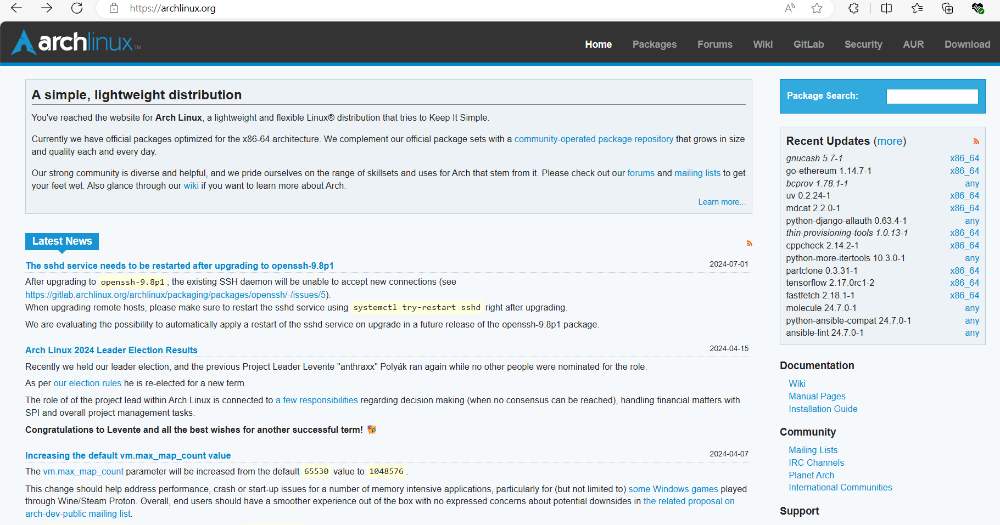 https://archlinux.org
archlinux™
Home Packages Forums Wiki GitLab Security AUR Download
A simple, lightweight distribution
You've reached the website for Arch Linux, a lightweight and flexible Linux® distribution that tries to Keep It Simple.
Currently we have official packages optimized for the x86-64 architecture. We complement our official package sets with a community-operated package repository that grows in size
and quality each and every day.
Our strong community is diverse and helpful, and we pride ourselves on the range of skillsets and uses for Arch that stem from it. Please check out our forums and mailing lists to get
your feet wet. Also glance through our wiki if you want to learn more about Arch.
Learn more...
Latest News
The sshd service needs to be restarted after upgrading to openssh-9.8p1 2024-07-01
After upgrading to openssh-9.8p1, the existing SSH daemon will be unable to accept new connections (see
https://gitlab.archlinux.org/archlinux/packaging/packages/openssh/-/issues/5).
When upgrading remote hosts, please make sure to restart the sshd service using systemctl try-restart sshd right after upgrading.
We are evaluating the possibility to automatically apply a restart of the sshd service on upgrade in a future release of the openssh-9.8p1 package.
Arch Linux 2024 Leader Election Results 2024-04-15
Recently we held our leader election, and the previous Project Leader Levente "anthraxx" Polyák ran again while no other people were nominated for the role.
As per our election rules he is re-elected for a new term.
The role of of the project lead within Arch Linux is connected to a few responsibilities regarding decision making (when no consensus can be reached), handling financial matters with
SPI and overall project management tasks.
Congratulations to Levente and all the best wishes for another successful term! 🥳
Increasing the default vm.max_map_count value 2024-04-07
The vm.max_map_count parameter will be increased from the default 65530 value to 1048576.
This change should help address performance, crash or start-up issues for a number of memory intensive applications, particularly for (but not limited to) some Windows games played
through Wine/Steam Proton. Overall, end users should have a smoother experience out of the box with no expressed concerns about potential downsides in the related proposal on
arch-dev-public mailing list.
Package Search:
Recent Updates (more)
gnucash 5.7-1 x86_64
go-ethereum 1.14.7-1 x86_64
bcprov 1.78.1-1 any
uv 0.2.24-1 x86_64
mdcat 2.2.0-1 x86_64
python-django-allauth 0.63.4-1 any
thin-provisioning-tools 1.0.13-1 x86_64
cppcheck 2.14.2-1 x86_64
python-more-itertools 10.3.0-1 any
partclone 0.3.31-1 x86_64
tensorflow 2.17.0rc1-2 x86_64
fastfetch 2.18.1-1 x86_64
molecule 24.7.0-1 any
python-ansible-compat 24.7.0-1 any
ansible-lint 24.7.0-1 any
Documentation
Wiki
Manual Pages
Installation Guide
Community
Mailing Lists
IRC Channels
Planet Arch
International Communities
Support